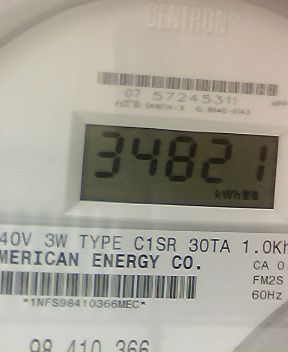 CENTRON®
07 57245311
34821
kWh
40V 3W TYPE C1SR 30TA 1.0Kh
MERICAN ENERGY CO.
CA 0
FM2S
60Hz
*1NFS98410366MEC*
98 410 366